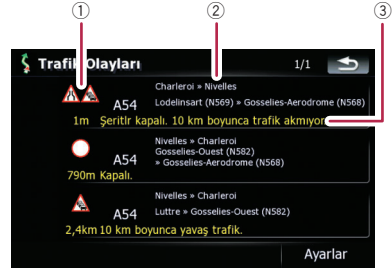 ① ② ③
Trafik Olayları 1/1
Charleroi » Nivelles
A54 Lodelinsart (N569) » Gosselies-Aerodrome (N568)
1m Şeritlr kapalı. 10 km boyunca trafik akmıyor
Nivelles » Charleroi
Gosselies-Ouest (N582)
A54 » Gosselies-Aerodrome (N568)
790m Kapalı.
Nivelles » Charleroi
A54 Luttre » Gosselies-Ouest (N582)
2,4km 10 km boyunca yavaş trafik.
Ayarlar